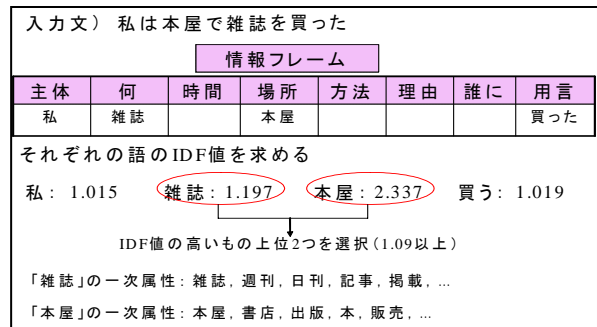 入力文) 私は本屋で雑誌を買った
情報フレーム
主体 何 時間 場所 方法 理由 誰に 用言
私 雑誌 本屋 買った
それぞれの語のIDF値を求める
私: 1.015 雑誌: 1.197 本屋: 2.337 買う: 1.019
IDF値の高いもの上位2つを選択(1.09以上)
「雑誌」の一次属性: 雑誌, 週刊, 日刊, 記事, 掲載, …
「本屋」の一次属性: 本屋, 書店, 出版, 本, 販売, …